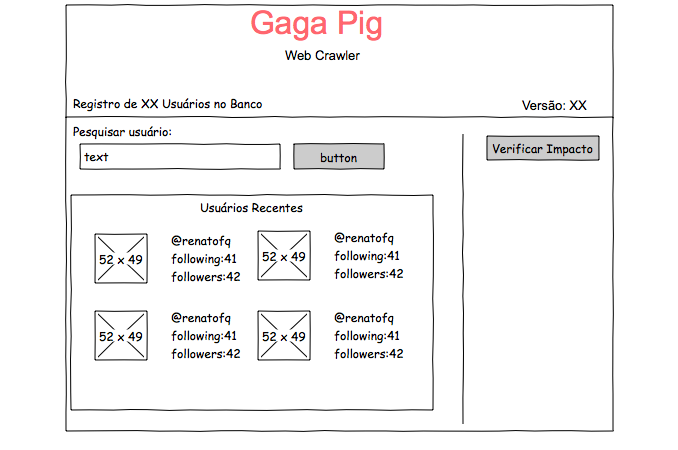 Gaga Pig
Web Crawler
Registro de XX Usuários no Banco
Versão: XX
Pesquisar usuário:
text
button
Verificar Impacto
Usuários Recentes
52 x 49
@renatofq
following:41
followers:42
52 x 49
@renatofq
following:41
followers:42
52 x 49
@renatofq
following:41
followers:42
52 x 49
@renatofq
following:41
followers:42